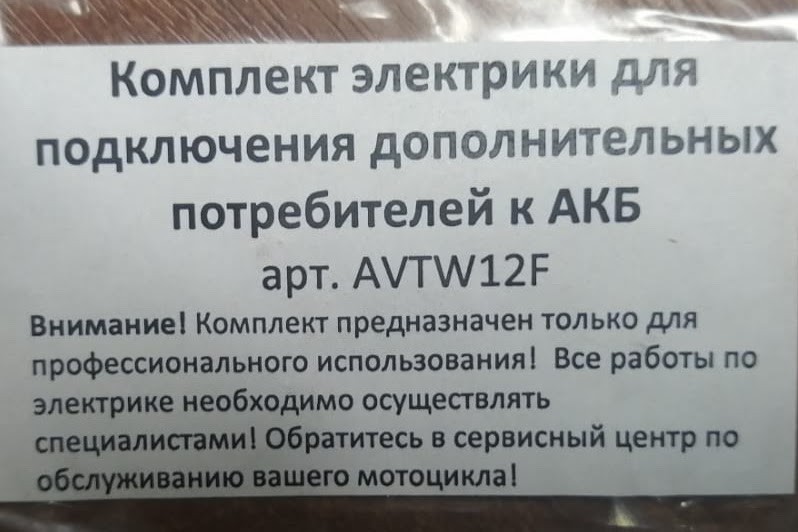 Комплект электрики для
подключения дополнительных
потребителей к АКБ
арт. AVTW12F
Внимание! Комплект предназначен только для
профессионального использования!  Все работы по
электрике необходимо осуществлять
специалистами! Обратитесь в сервисный центр по
обслуживанию вашего мотоцикла!